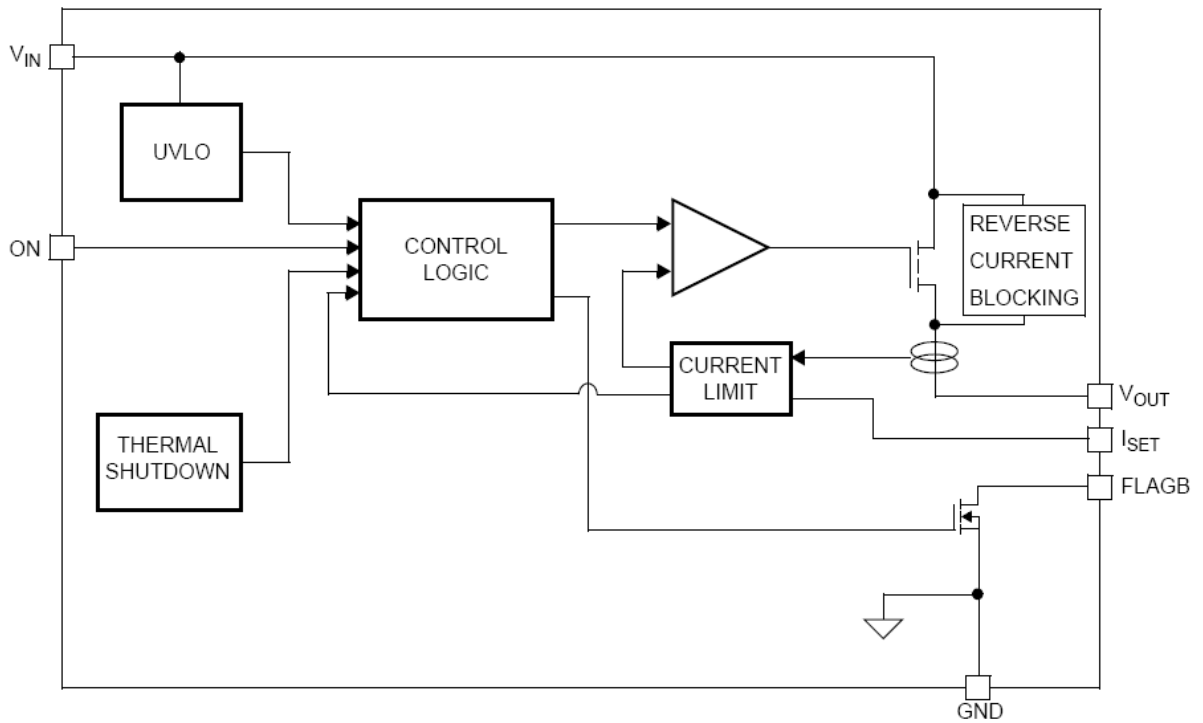 VIN
UVLO
ON
CONTROL
LOGIC
REVERSE
CURRENT
BLOCKING
CURRENT
LIMIT
THERMAL
SHUTDOWN
VOUT
ISET
FLAGB
GND